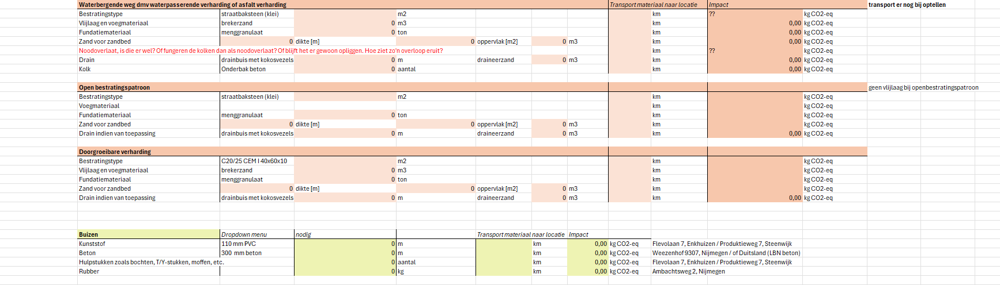 Waterbergende weg dmv waterpasserende verharding of asfalt verharding Transport materiaal naar locatie Impact transport er nog bij optellen
Bestratingstype straatbaksteen (klei) m2 km ?? kg CO2-eq
Vlijlaag en voegmateriaal brekerzand 0 m3 km 0,00 kg CO2-eq
Fundatiemateriaal menggranulaat 0 ton km 0,00 kg CO2-eq
Zand voor zandbed 0 dikte [m] 0 oppervlak [m2] 0 m3 km 0,00 kg CO2-eq
Noodoverlaat, is die er wel? Of fungeren de kolken dan als noodoverlaat? Of blijft het er gewoon opliggen. Hoe ziet zo'n overloop eruit? km ?? kg CO2-eq
Drain drainbuis met kokosvezels 0 m draineerzand 0 m3 km 0,00 kg CO2-eq
Kolk Onderbak beton 0 aantal km 0,00 kg CO2-eq
Open bestratingspatroon geen vlijlaag bij openbestratingspatroon
Bestratingstype straatbaksteen (klei) m2 km kg CO2-eq
Voegmateriaal km kg CO2-eq
Fundatiemateriaal menggranulaat 0 ton km kg CO2-eq
Zand voor zandbed 0 dikte [m] 0 oppervlak [m2] 0 m3 km kg CO2-eq
Drain indien van toepassing drainbuis met kokosvezels 0 m draineerzand 0 m3 km 0,00 kg CO2-eq
Doorgroeibare verharding
Bestratingstype C20/25 CEM I 40x60x10 m2 km kg CO2-eq
Vlijlaag en voegmateriaal brekerzand 0 m3 km kg CO2-eq
Fundatiemateriaal menggranulaat 0 ton km kg CO2-eq
Zand voor zandbed 0 dikte [m] 0 oppervlak [m2] 0 m3 km kg CO2-eq
Drain indien van toepassing drainbuis met kokosvezels 0 m draineerzand 0 m3 km 0,00 kg CO2-eq
Buizen Dropdown menu nodig Transport materiaal naar locatie Impact
Kunststof 110 mm PVC 0 m km 0,00 kg CO2-eq Flevolaan 7, Enkhuizen / Produktieweg 7, Steenwijk
Beton 300 mm beton 0 m km 0,00 kg CO2-eq Weezenhof 9307, Nijmegen / of Duitsland (LBN beton)
Hulpstukken zoals bochten, T/Y-stukken, moffen, etc. 0 aantal km 0,00 kg CO2-eq Flevolaan 7, Enkhuizen / Produktieweg 7, Steenwijk
Rubber 0 kg km 0,00 kg CO2-eq Ambachtsweg 2, Nijmegen